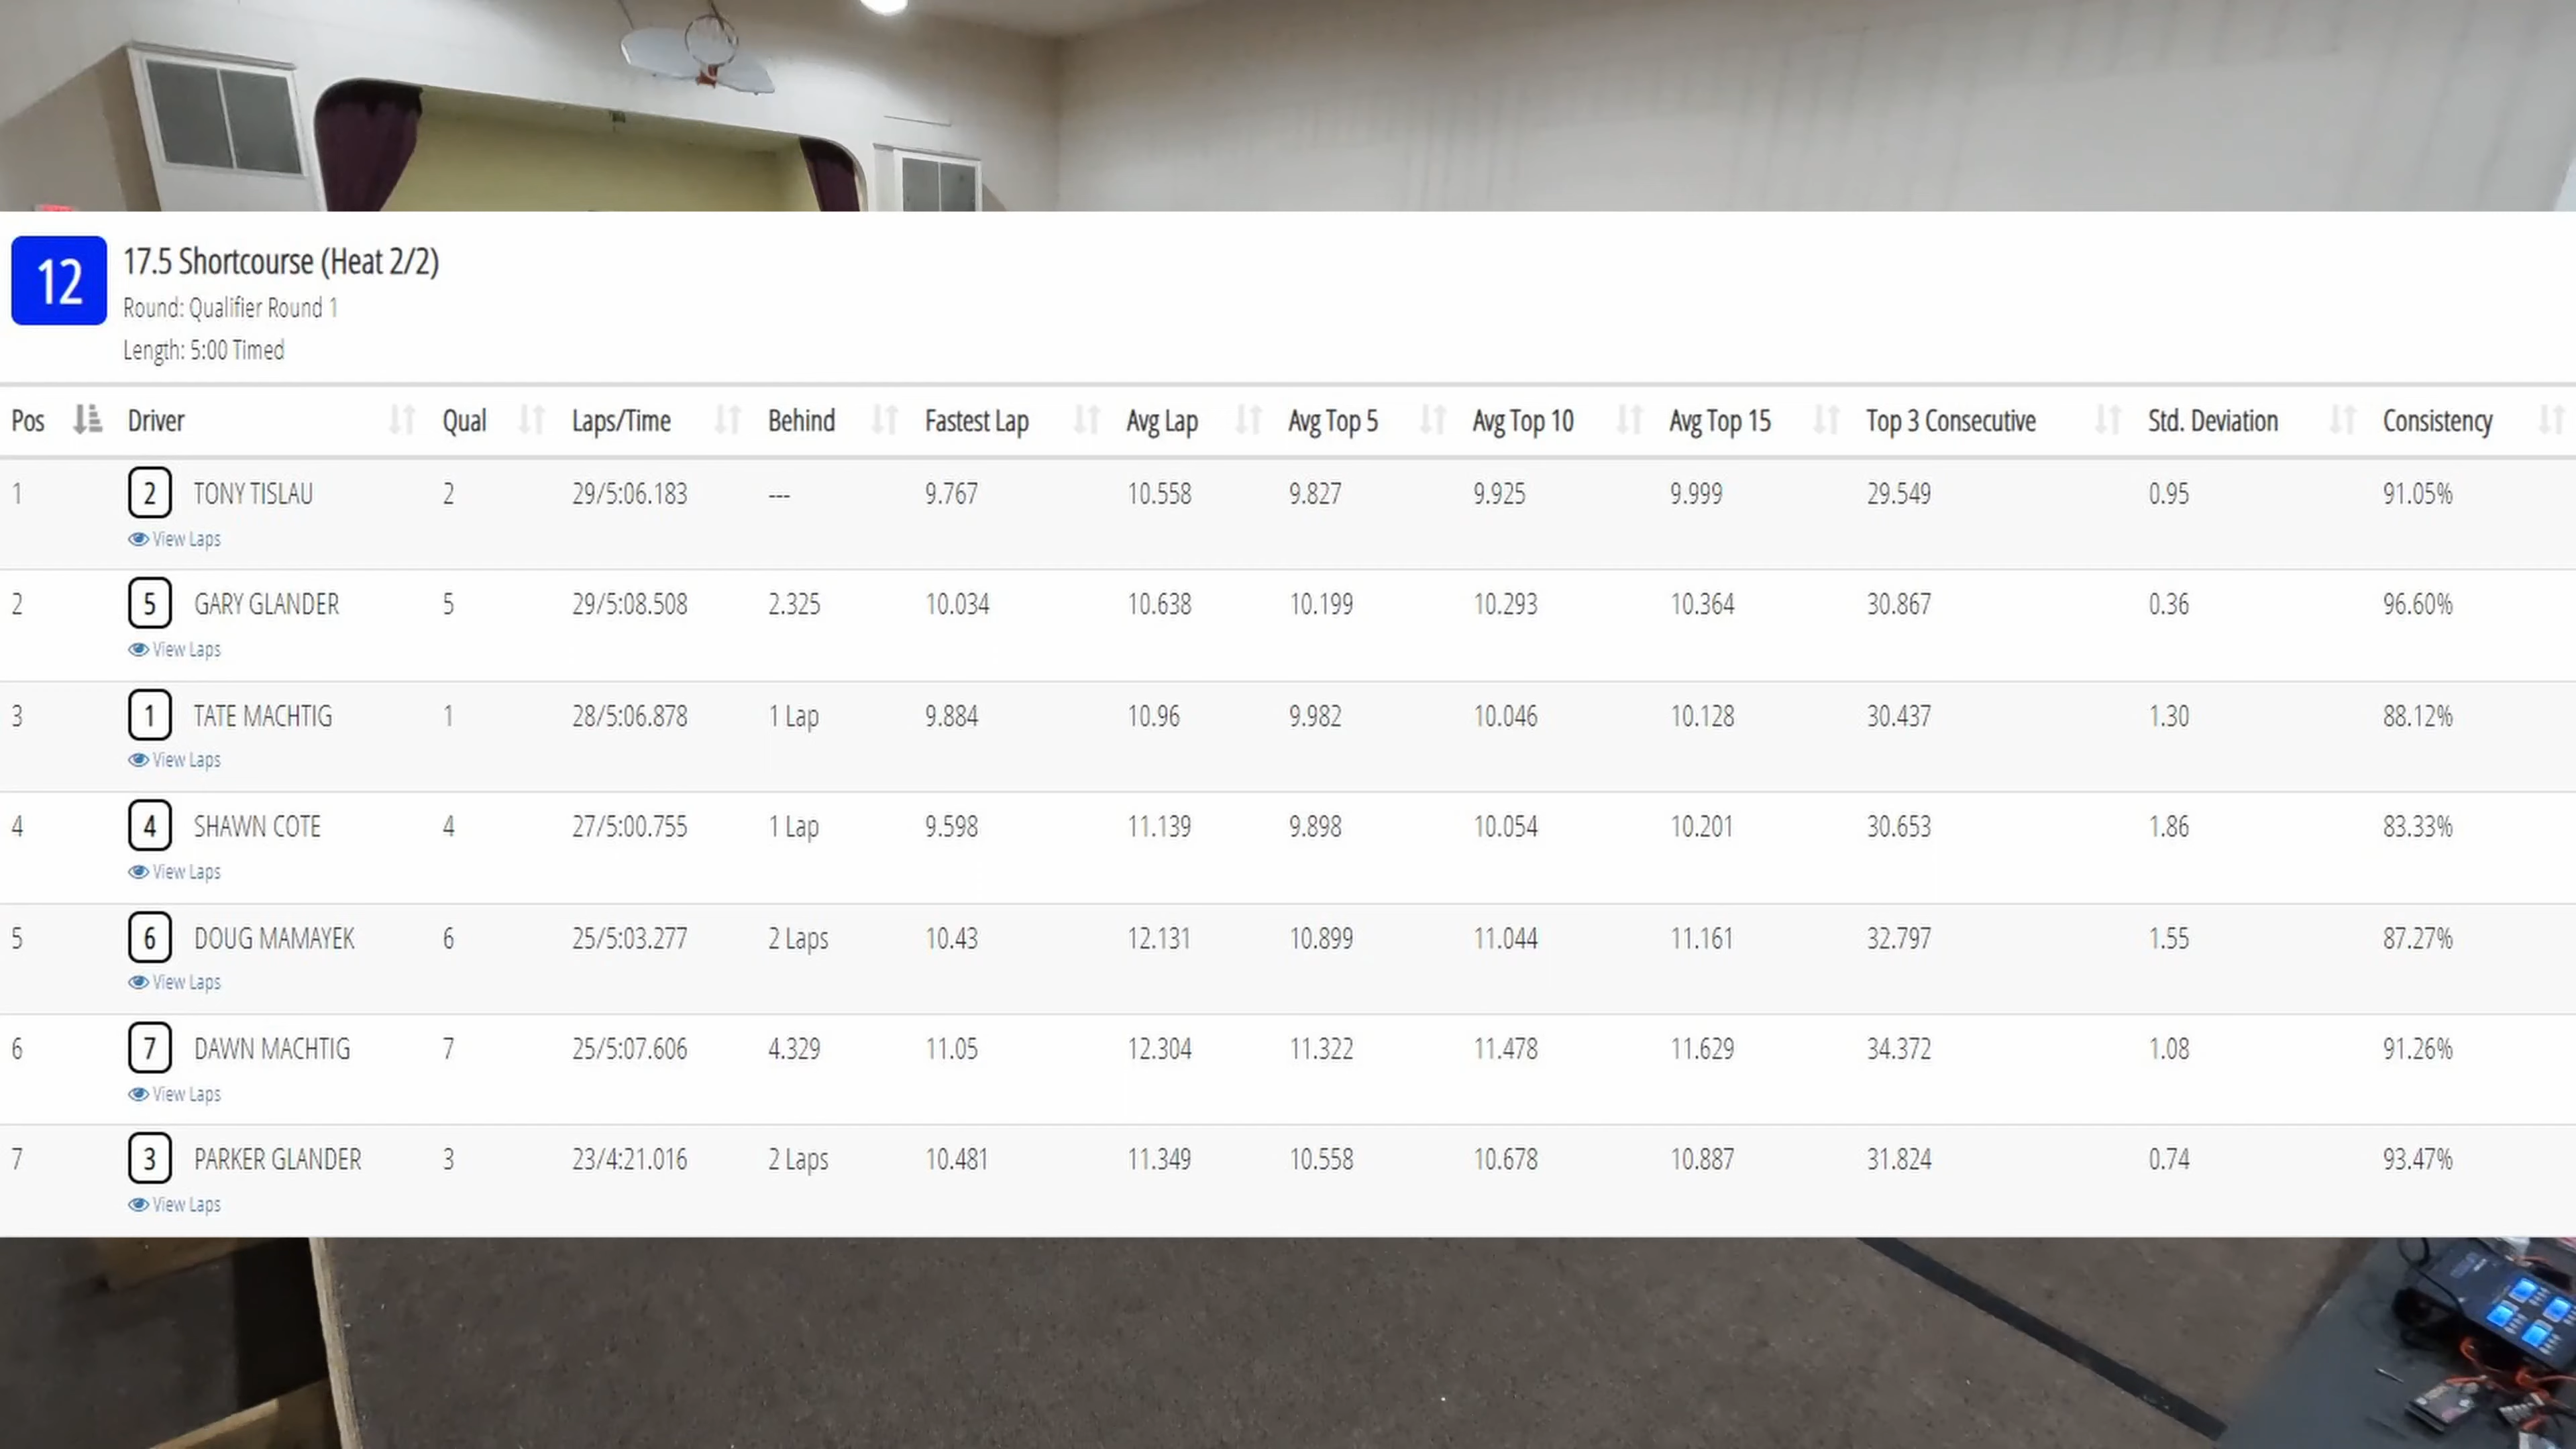 12
17.5 Shortcourse (Heat 2/2)
Round: Qualifier Round 1
Length: 5:00 Timed
Pos Driver Qual Laps/Time Behind Fastest Lap Avg Lap Avg Top 5 Avg Top 10 Avg Top 15 Top 3 Consecutive Std. Deviation Consistency
1 2 TONY TISLAU 2 29/5:06.183 --- 9.767 10.558 9.827 9.925 9.999 29.549 0.95 91.05%
View Laps
2 5 GARY GLANDER 5 29/5:08.508 2.325 10.034 10.638 10.199 10.293 10.364 30.867 0.36 96.60%
View Laps
3 1 TATE MACHTIG 1 28/5:06.878 1 Lap 9.884 10.96 9.982 10.046 10.128 30.437 1.30 88.12%
View Laps
4 4 SHAWN COTE 4 27/5:00.755 1 Lap 9.598 11.139 9.898 10.054 10.201 30.653 1.86 83.33%
View Laps
5 6 DOUG MAMAYEK 6 25/5:03.277 2 Laps 10.43 12.131 10.899 11.044 11.161 32.797 1.55 87.27%
View Laps
6 7 DAWN MACHTIG 7 25/5:07.606 4.329 11.05 12.304 11.322 11.478 11.629 34.372 1.08 91.26%
View Laps
7 3 PARKER GLANDER 3 23/4:21.016 2 Laps 10.481 11.349 10.558 10.678 10.887 31.824 0.74 93.47%
View Laps